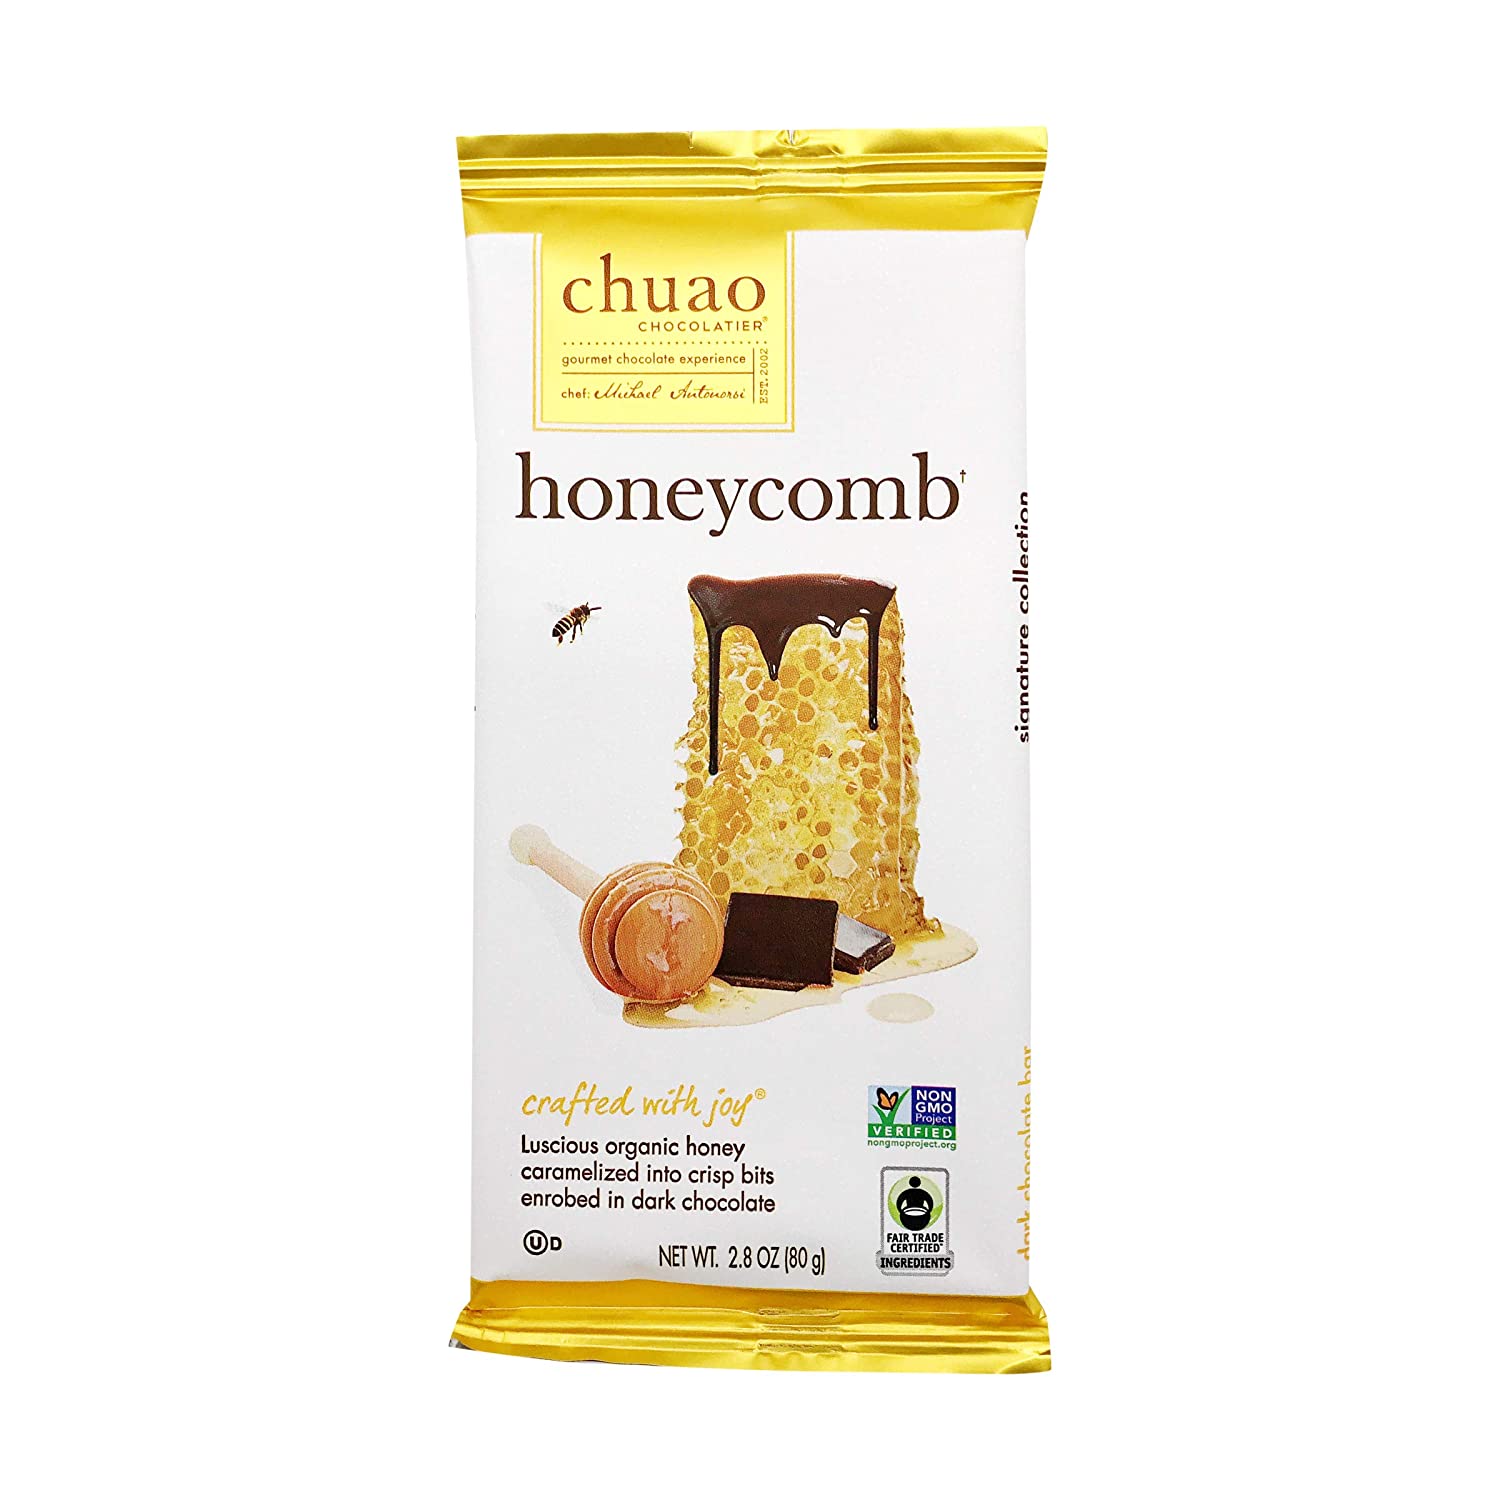 chuao
CHOCOLATIER®
gourmet chocolate experience
chef: Michael Antonorsi
EST. 2002
honeycomb†
signature collection
crafted with joy®
Luscious organic honey
caramelized into crisp bits
enrobed in dark chocolate
U D
NET WT. 2.8 OZ (80 g)
NON
GMO
Project
VERIFIED
nongmoproject.org
FAIR TRADE
CERTIFIED™
INGREDIENTS
dark chocolate bar